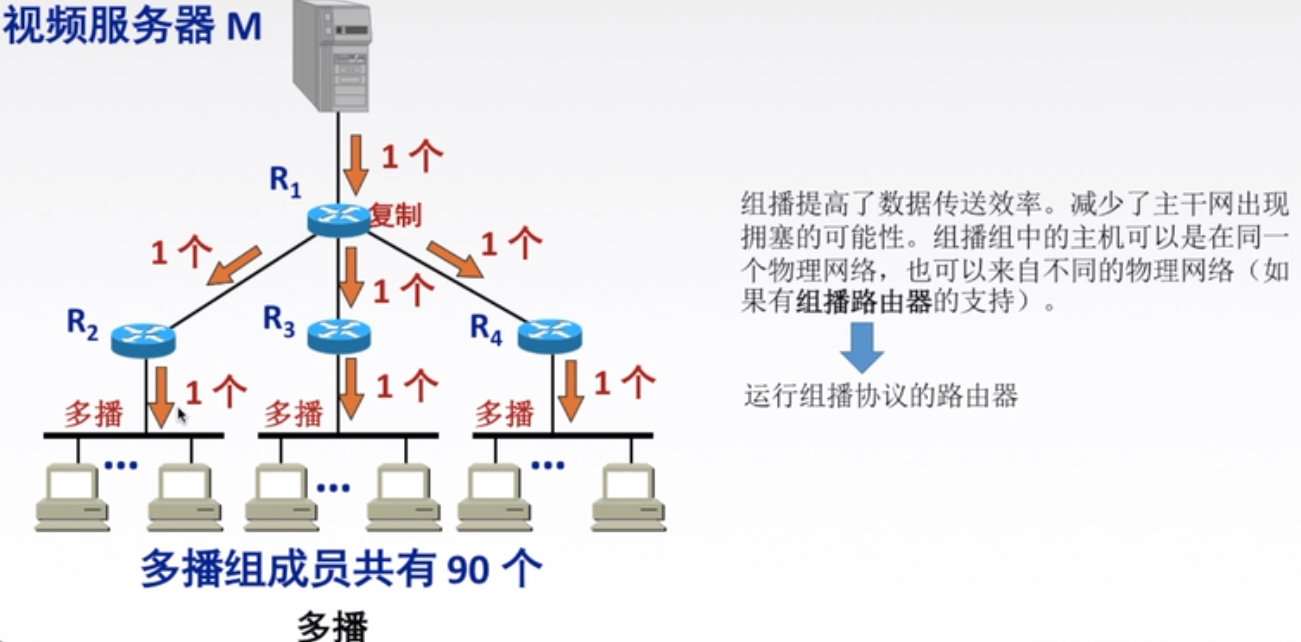 视频服务器 M
1 个
R1
复制
1 个
1 个
1 个
R2
R3
R4
1 个
1 个
1 个
多播
多播
多播
...
...
...
多播组成员共有 90 个
多播
组播提高了数据传送效率。减少了主干网出现
拥塞的可能性。组播组中的主机可以是在同一
个物理网络，也可以来自不同的物理网络（如
果有组播路由器的支持）。
运行组播协议的路由器